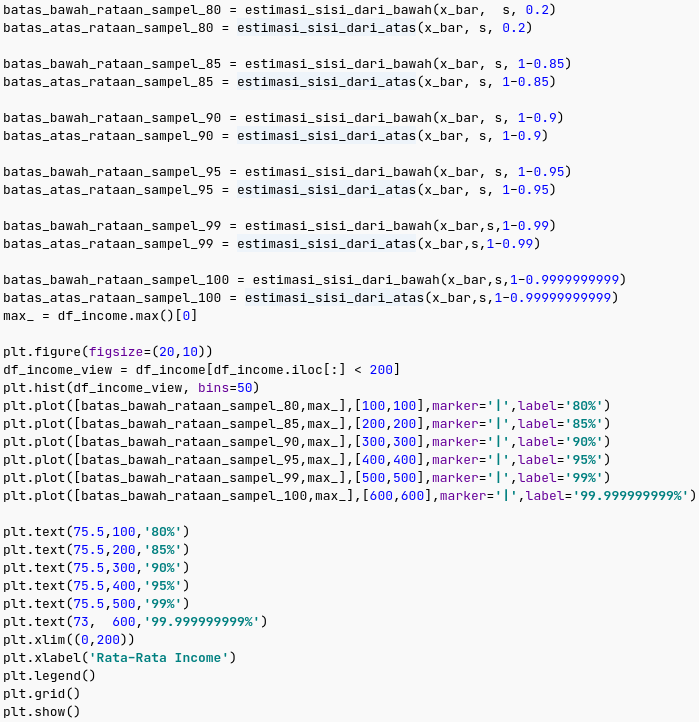 batas_bawah_rataan_sampel_80 = estimasi_sisi_dari_bawah(x_bar,  s, 0.2)
batas_atas_rataan_sampel_80 = estimasi_sisi_dari_atas(x_bar, s, 0.2)

batas_bawah_rataan_sampel_85 = estimasi_sisi_dari_bawah(x_bar, s, 1-0.85)
batas_atas_rataan_sampel_85 = estimasi_sisi_dari_atas(x_bar, s, 1-0.85)

batas_bawah_rataan_sampel_90 = estimasi_sisi_dari_bawah(x_bar, s, 1-0.9)
batas_atas_rataan_sampel_90 = estimasi_sisi_dari_atas(x_bar, s, 1-0.9)

batas_bawah_rataan_sampel_95 = estimasi_sisi_dari_bawah(x_bar, s, 1-0.95)
batas_atas_rataan_sampel_95 = estimasi_sisi_dari_atas(x_bar, s, 1-0.95)

batas_bawah_rataan_sampel_99 = estimasi_sisi_dari_bawah(x_bar,s,1-0.99)
batas_atas_rataan_sampel_99 = estimasi_sisi_dari_atas(x_bar,s,1-0.99)

batas_bawah_rataan_sampel_100 = estimasi_sisi_dari_bawah(x_bar,s,1-0.9999999999)
batas_atas_rataan_sampel_100 = estimasi_sisi_dari_atas(x_bar,s,1-0.99999999999)
max_ = df_income.max()[0]

plt.figure(figsize=(20,10))
df_income_view = df_income[df_income.iloc[:] < 200]
plt.hist(df_income_view, bins=50)
plt.plot([batas_bawah_rataan_sampel_80,max_],[100,100],marker='|',label='80%')
plt.plot([batas_bawah_rataan_sampel_85,max_],[200,200],marker='|',label='85%')
plt.plot([batas_bawah_rataan_sampel_90,max_],[300,300],marker='|',label='90%')
plt.plot([batas_bawah_rataan_sampel_95,max_],[400,400],marker='|',label='95%')
plt.plot([batas_bawah_rataan_sampel_99,max_],[500,500],marker='|',label='99%')
plt.plot([batas_bawah_rataan_sampel_100,max_],[600,600],marker='|',label='99.999999999%')

plt.text(75.5,100,'80%')
plt.text(75.5,200,'85%')
plt.text(75.5,300,'90%')
plt.text(75.5,400,'95%')
plt.text(75.5,500,'99%')
plt.text(73,  600,'99.999999999%')
plt.xlim((0,200))
plt.xlabel('Rata-Rata Income')
plt.legend()
plt.grid()
plt.show()